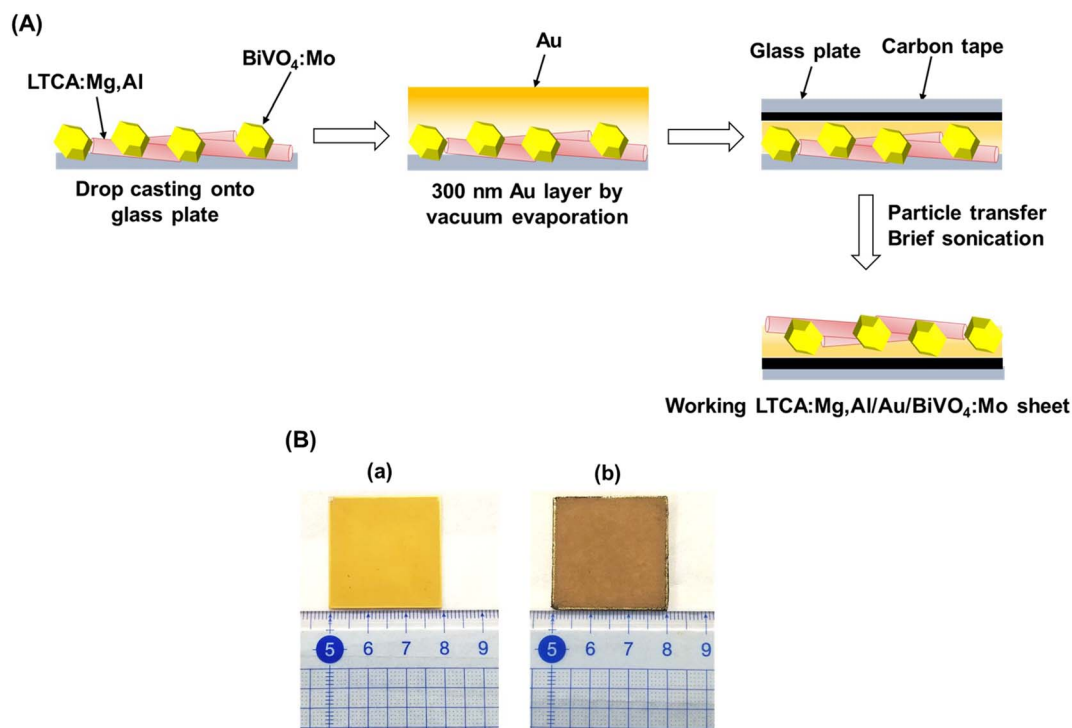 (A)
LTCA:Mg,Al
BiVO₄:Mo
Au
Glass plate
Carbon tape
Drop casting onto
glass plate
300 nm Au layer by
vacuum evaporation
Particle transfer
Brief sonication
Working LTCA:Mg,Al/Au/BiVO₄:Mo sheet
(B)
(a)
(b)
5 6 7 8 9
5 6 7 8 9